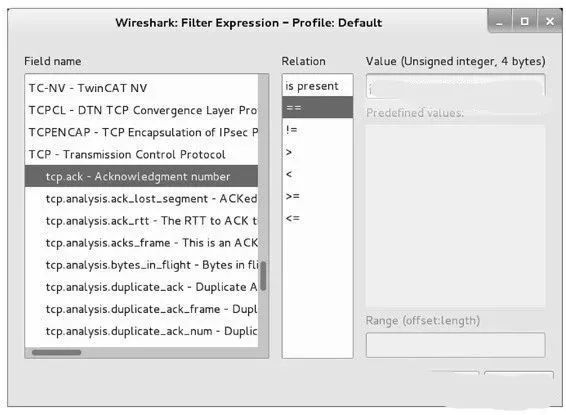 Wireshark: Filter Expression – Profile: Default
Field name
TC-NV - TwinCAT NV
TCPCL - DTN TCP Convergence Layer Pro
TCPENCAP - TCP Encapsulation of IPsec P
TCP - Transmission Control Protocol
tcp.ack - Acknowledgment number
tcp.analysis.ack_lost_segment - ACKed
tcp.analysis.ack_rtt - The RTT to ACK t
tcp.analysis.acks_frame - This is an ACK
tcp.analysis.bytes_in_flight - Bytes in fli
tcp.analysis.duplicate_ack - Duplicate A
tcp.analysis.duplicate_ack_frame - Dupl
tcp.analysis.duplicate_ack_num - Duplic
Relation
is present
==
!=
>
<
>=
<=
Value (Unsigned integer, 4 bytes)
Predefined values:
Range (offset:length)